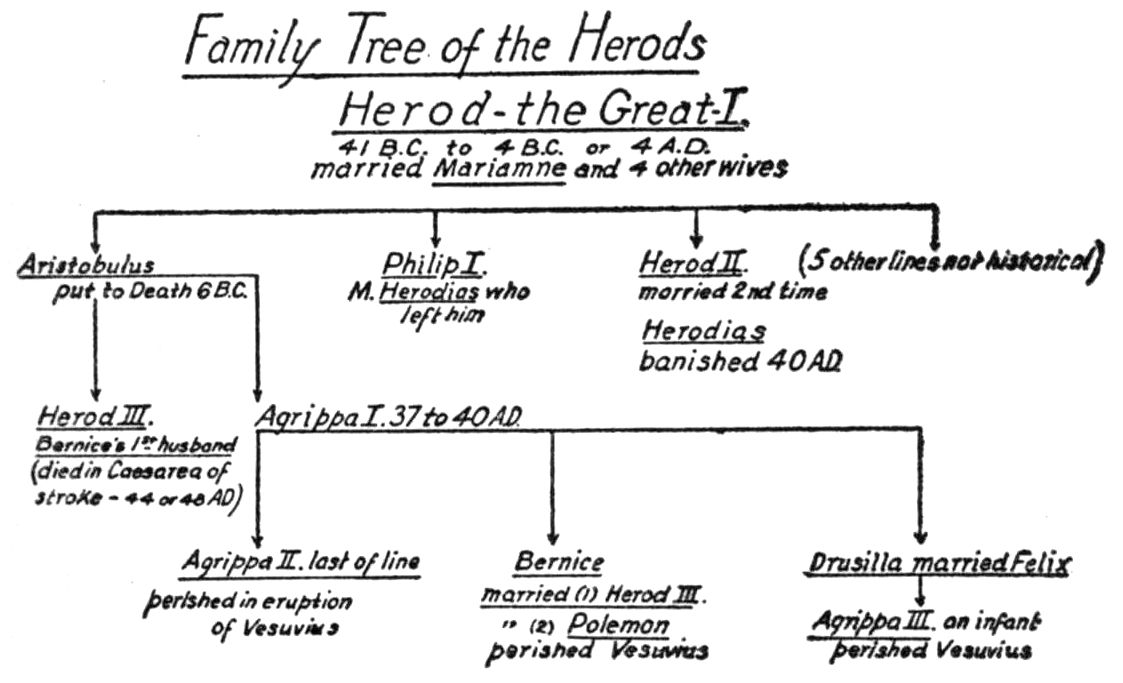 Family Tree of the Herods
Herod-the Great-I.
41 B.C. to 4 B.C. or 4 A.D.
married Mariamne and 4 other wives
Aristobulus
put to Death 6 B.C.
Philip I.
M. Herodias who
left him
Herod II.
married 2nd time
Herodias
banished 40 AD
(5 other lines not historical)
Herod III.
Bernice's 1st husband
(died in Caesarea of
stroke - 44 or 48 AD)
Agrippa I. 37 to 40 AD.
Agrippa II. last of line
perished in eruption
of Vesuvius
Bernice
married (1) Herod III.
" (2) Polemon
perished Vesuvius
Drusilla married Felix
Agrippa III. an infant
perished Vesuvius